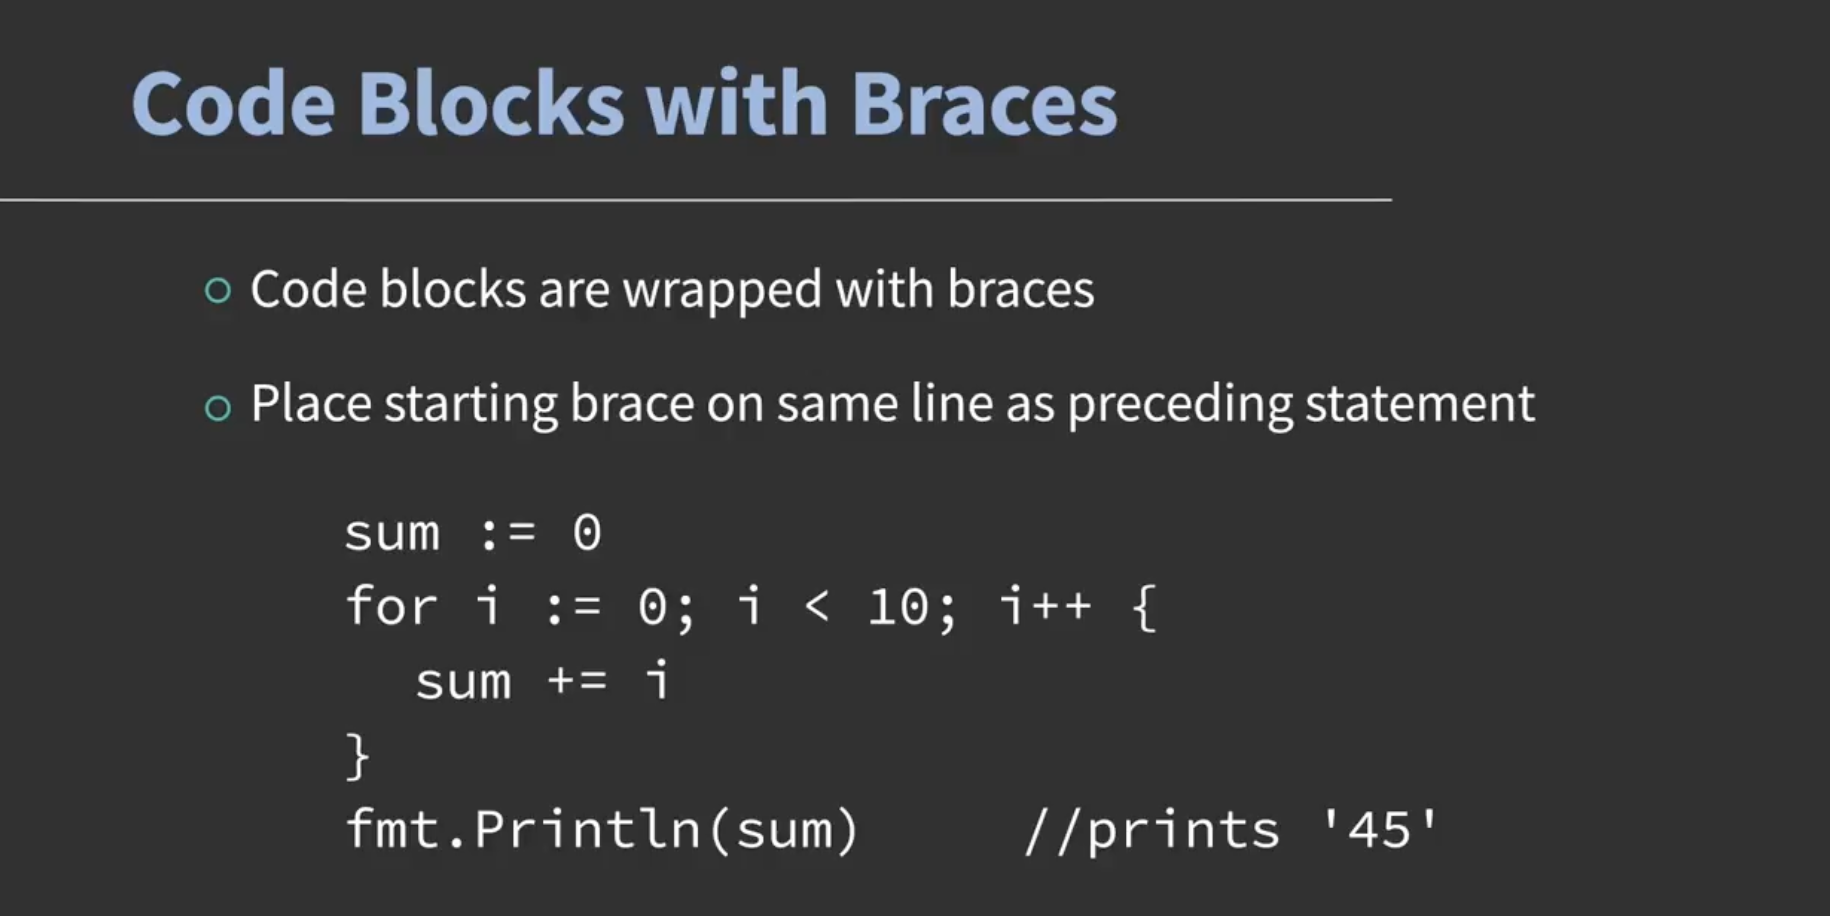 Code Blocks with Braces
Code blocks are wrapped with braces
Place starting brace on same line as preceding statement
sum := 0
for i := 0; i < 10; i++ {
  sum += i
}
fmt.Println(sum)    //prints '45'